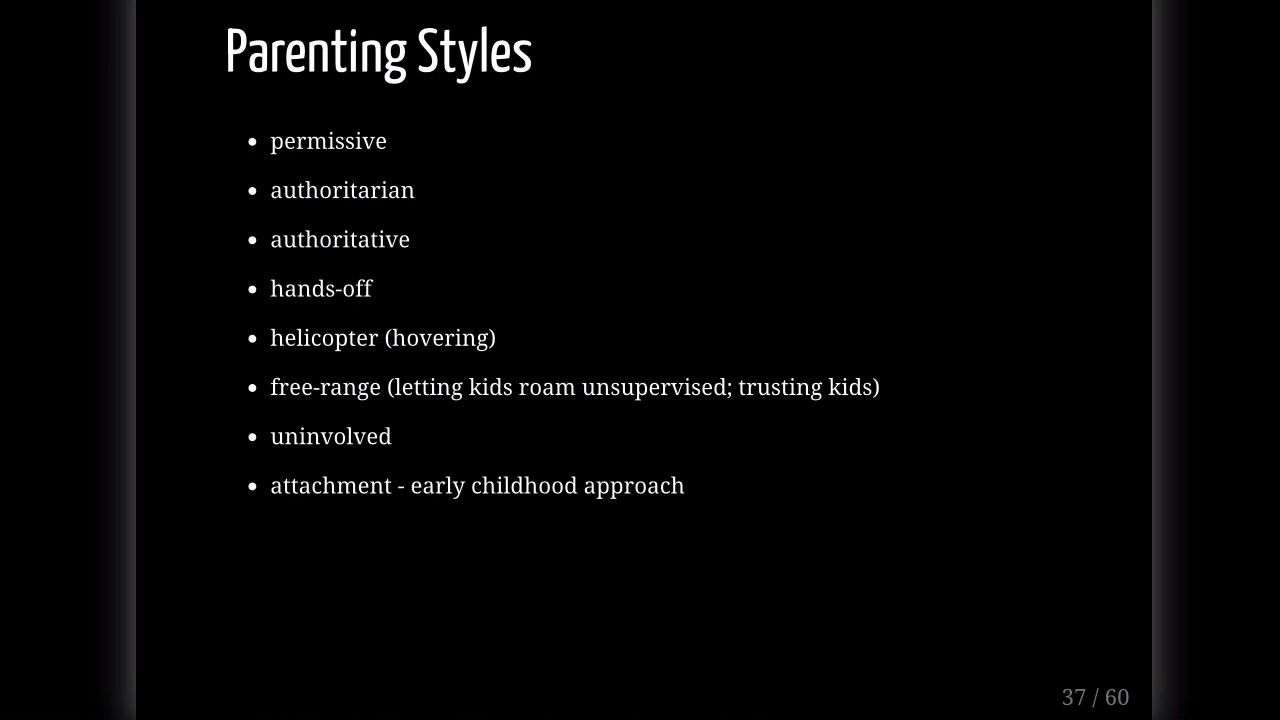 Parenting Styles
• permissive
• authoritarian
• authoritative
• hands-off
• helicopter (hovering)
• free-range (letting kids roam unsupervised; trusting kids)
• uninvolved
• attachment - early childhood approach
37 / 60